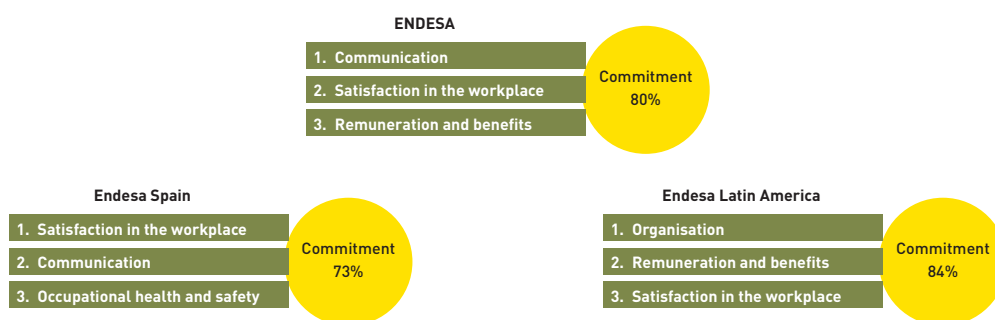 ENDESA
1. Communication
2. Satisfaction in the workplace
3. Remuneration and benefits
Commitment
80%
Endesa Spain
1. Satisfaction in the workplace
2. Communication
3. Occupational health and safety
Commitment
73%
Endesa Latin America
1. Organisation
2. Remuneration and benefits
3. Satisfaction in the workplace
Commitment
84%